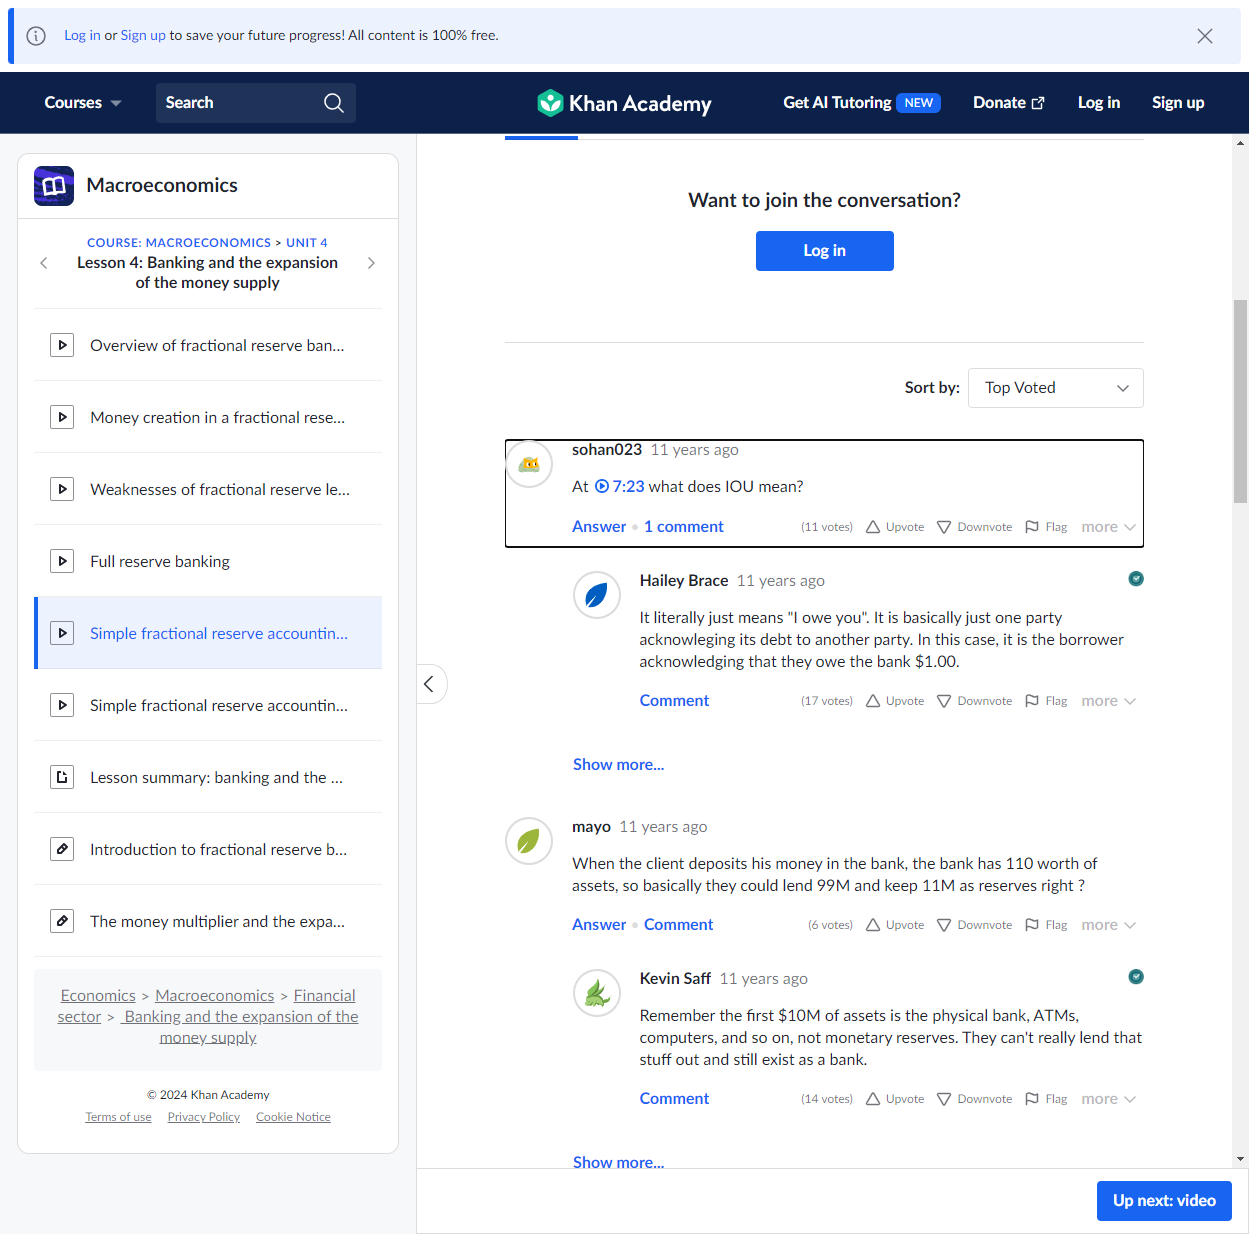 Log in or Sign up to save your future progress! All content is 100% free.
Courses
Search
Khan Academy
Get AI Tutoring NEW
Donate
Log in
Sign up
Macroeconomics
COURSE: MACROECONOMICS > UNIT 4
Lesson 4: Banking and the expansion
of the money supply
Overview of fractional reserve ban...
Money creation in a fractional rese...
Weaknesses of fractional reserve le...
Full reserve banking
Simple fractional reserve accountin...
Simple fractional reserve accountin...
Lesson summary: banking and the ...
Introduction to fractional reserve b...
The money multiplier and the expa...
Economics > Macroeconomics > Financial
sector > Banking and the expansion of the
money supply
© 2024 Khan Academy
Terms of use Privacy Policy Cookie Notice
Want to join the conversation?
Log in
Sort by: Top Voted
sohan023 11 years ago
At 7:23 what does IOU mean?
Answer • 1 comment (11 votes) Upvote Downvote Flag more
Hailey Brace 11 years ago
It literally just means "I owe you". It is basically just one party
acknowleging its debt to another party. In this case, it is the borrower
acknowledging that they owe the bank $1.00.
Comment (17 votes) Upvote Downvote Flag more
Show more...
mayo 11 years ago
When the client deposits his money in the bank, the bank has 110 worth of
assets, so basically they could lend 99M and keep 11M as reserves right ?
Answer • Comment (6 votes) Upvote Downvote Flag more
Kevin Saff 11 years ago
Remember the first $10M of assets is the physical bank, ATMs,
computers, and so on, not monetary reserves. They can't really lend that
stuff out and still exist as a bank.
Comment (14 votes) Upvote Downvote Flag more
Show more...
Up next: video